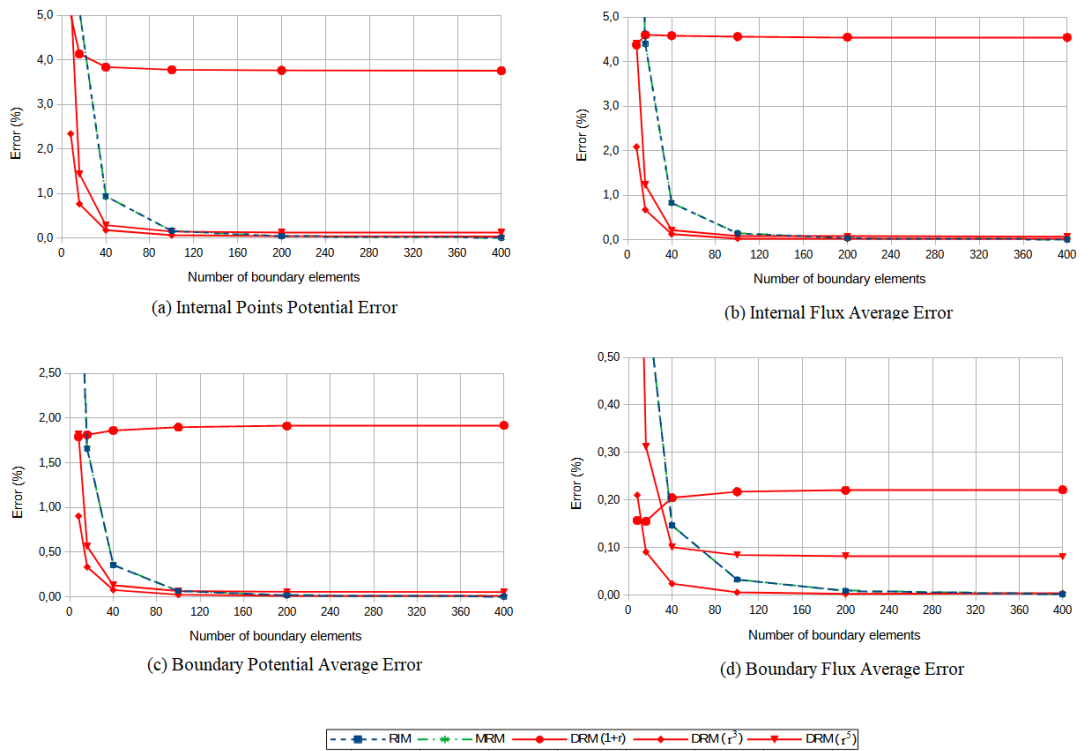 5,0
4,0
3,0
2,0
1,0
0,0
Error (%)
0 40 80 120 160 200 240 280 320 360 400
Number of boundary elements
(a) Internal Points Potential Error
5,0
4,0
3,0
2,0
1,0
0,0
Error (%)
0 40 80 120 160 200 240 280 320 360 400
Number of boundary elements
(b) Internal Flux Average Error
2,50
2,00
1,50
1,00
0,50
0,00
Error (%)
0 40 80 120 160 200 240 280 320 360 400
Number of boundary elements
(c) Boundary Potential Average Error
0,50
0,40
0,30
0,20
0,10
0,00
Error (%)
0 40 80 120 160 200 240 280 320 360 400
Number of boundary elements
(d) Boundary Flux Average Error
RIM MRM DRM (1+r) DRM (r³) DRM (r⁵)